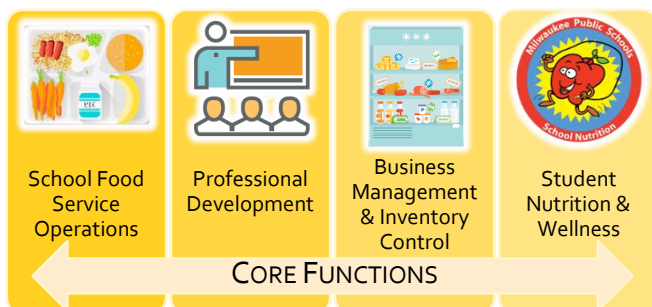 MILK
Milwaukee Public Schools
School Nutrition
School Food
Service
Operations
Professional
Development
Business
Management
& Inventory
Control
Student
Nutrition &
Wellness
CORE FUNCTIONS